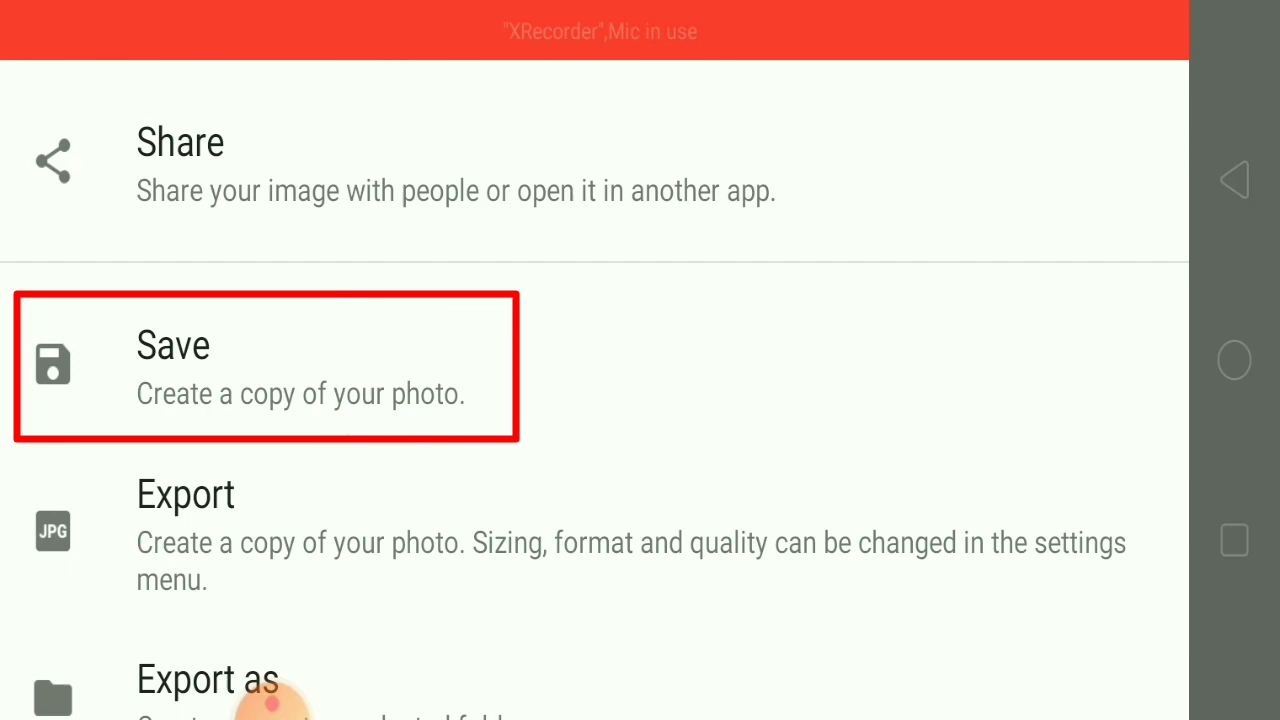 "XRecorder",Mic in use
Share
Share your image with people or open it in another app.
Save
Create a copy of your photo.
JPG
Export
Create a copy of your photo. Sizing, format and quality can be changed in the settings
menu.
Export as